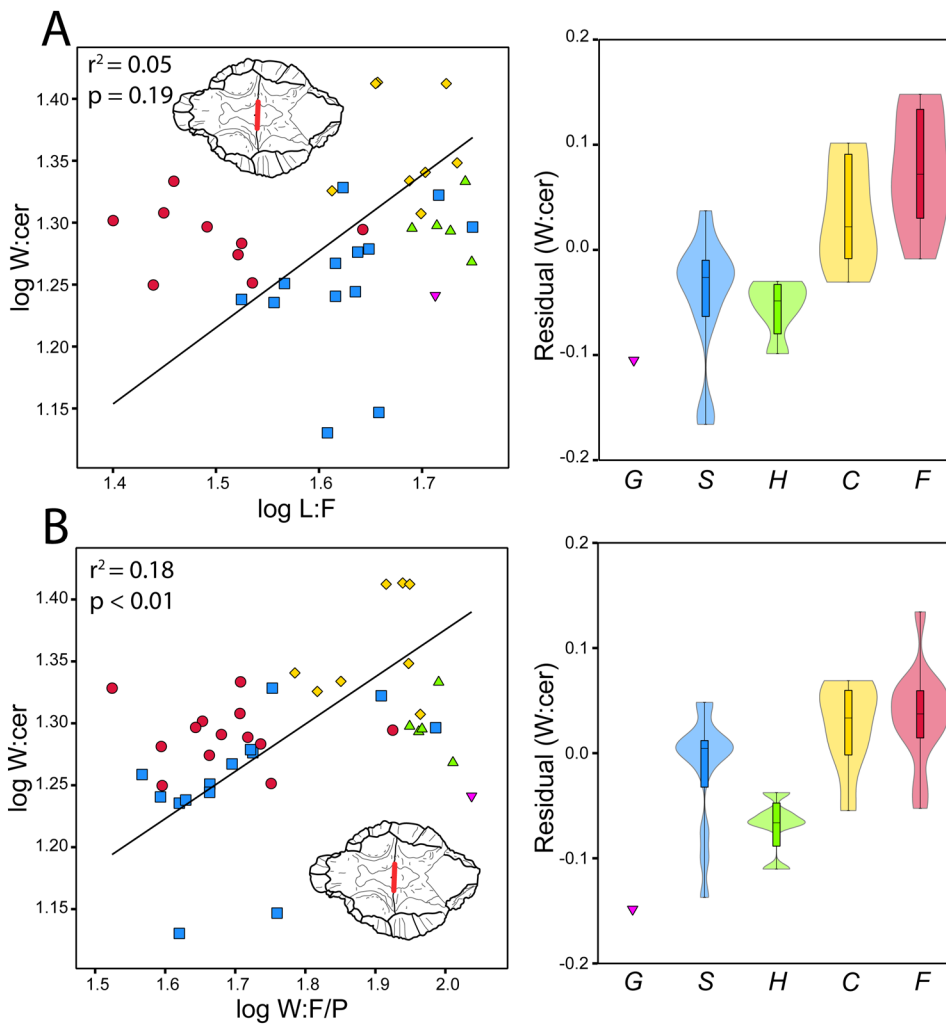 A
r² = 0.05
p = 0.19
log W:cer
1.40
1.35
1.30
1.25
1.20
1.15
1.4 1.5 1.6 1.7
log L:F
Residual (W:cer)
0.2
0.1
0.0
-0.1
-0.2
G S H C F
B
r² = 0.18
p < 0.01
log W:cer
1.40
1.35
1.30
1.25
1.20
1.15
1.5 1.6 1.7 1.8 1.9 2.0
log W:F/P
Residual (W:cer)
0.2
0.1
0.0
-0.1
-0.2
G S H C F